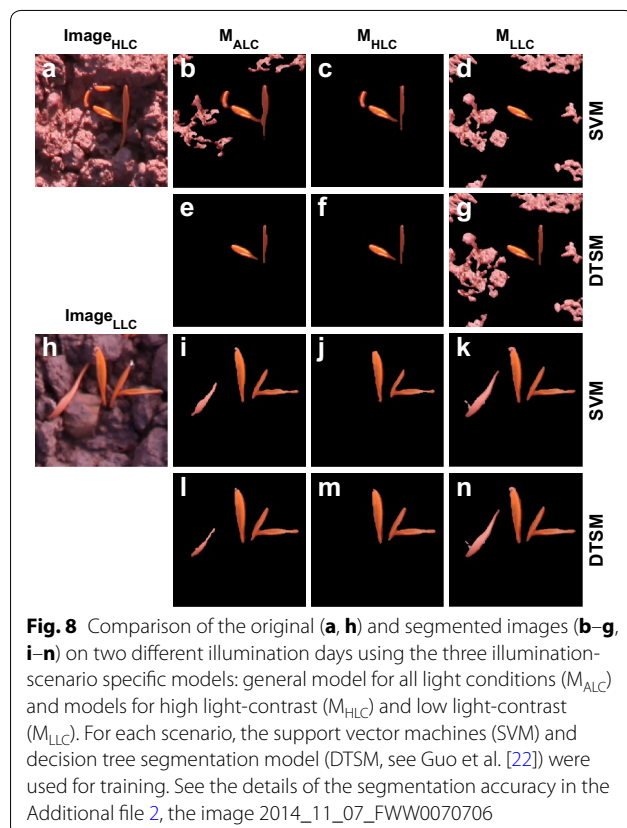 Image_HLC M_ALC M_HLC M_LLC
a b c d SVM
e f g DTSM
Image_LLC
h i j k SVM
l m n DTSM
Fig. 8 Comparison of the original (a, h) and segmented images (b–g,
i–n) on two different illumination days using the three illumination-
scenario specific models: general model for all light conditions (M_ALC)
and models for high light-contrast (M_HLC) and low light-contrast
(M_LLC). For each scenario, the support vector machines (SVM) and
decision tree segmentation model (DTSM, see Guo et al. [22]) were
used for training. See the details of the segmentation accuracy in the
Additional file 2, the image 2014_11_07_FWW0070706